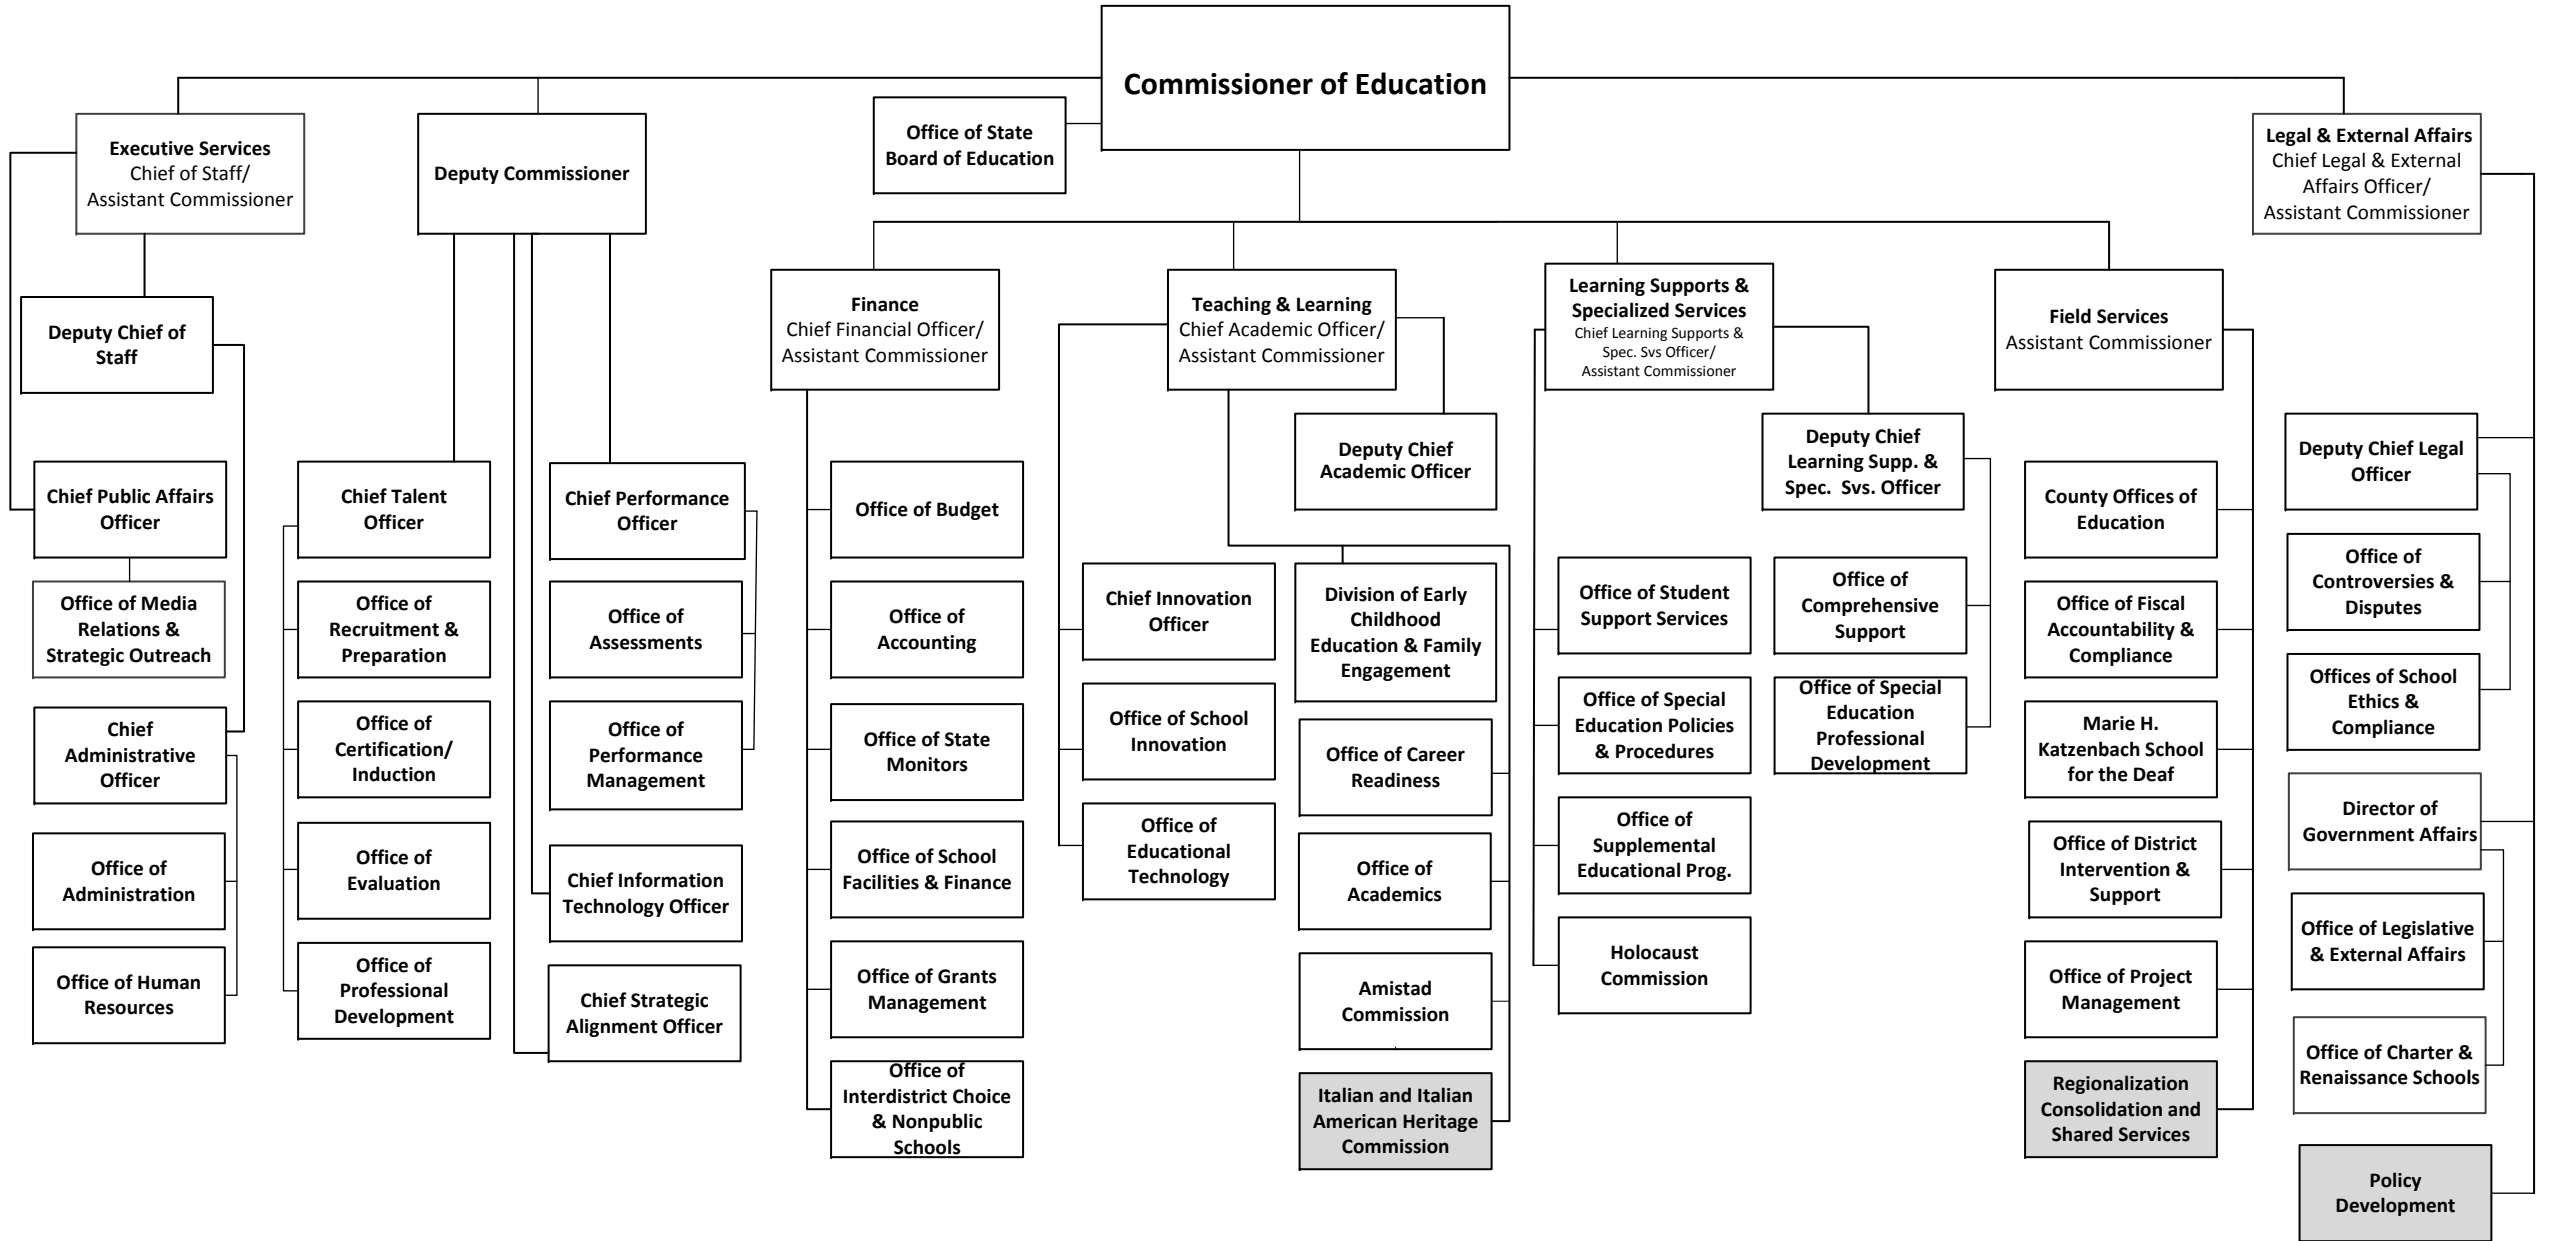 Commissioner of Education
Office of State
Board of Education
Executive Services
Chief of Staff/
Assistant Commissioner
Deputy Commissioner
Legal & External Affairs
Chief Legal & External
Affairs Officer/
Assistant Commissioner
Deputy Chief of
Staff
Finance
Chief Financial Officer/
Assistant Commissioner
Teaching & Learning
Chief Academic Officer/
Assistant Commissioner
Learning Supports &
Specialized Services
Chief Learning Supports &
Spec. Svs Officer/
Assistant Commissioner
Field Services
Assistant Commissioner
Chief Public Affairs
Officer
Office of Media
Relations &
Strategic Outreach
Chief
Administrative
Officer
Office of
Administration
Office of Human
Resources
Chief Talent
Officer
Office of
Recruitment &
Preparation
Office of
Certification/
Induction
Office of
Evaluation
Office of
Professional
Development
Chief Performance
Officer
Office of
Assessments
Office of
Performance
Management
Chief Information
Technology Officer
Chief Strategic
Alignment Officer
Office of Budget
Office of
Accounting
Office of State
Monitors
Office of School
Facilities & Finance
Office of Grants
Management
Office of
Interdistrict Choice
& Nonpublic
Schools
Chief Innovation
Officer
Office of School
Innovation
Office of
Educational
Technology
Deputy Chief
Academic Officer
Division of Early
Childhood
Education & Family
Engagement
Office of Career
Readiness
Office of
Academics
Amistad
Commission
Italian and Italian
American Heritage
Commission
Office of Student
Support Services
Office of Special
Education Policies
& Procedures
Office of
Supplemental
Educational Prog.
Holocaust
Commission
Deputy Chief
Learning Supp. &
Spec. Svs. Officer
Office of
Comprehensive
Support
Office of Special
Education
Professional
Development
County Offices of
Education
Office of Fiscal
Accountability &
Compliance
Marie H.
Katzenbach School
for the Deaf
Office of District
Intervention &
Support
Office of Project
Management
Regionalization
Consolidation and
Shared Services
Deputy Chief Legal
Officer
Office of
Controversies &
Disputes
Offices of School
Ethics &
Compliance
Director of
Government Affairs
Office of Legislative
& External Affairs
Office of Charter &
Renaissance Schools
Policy
Development